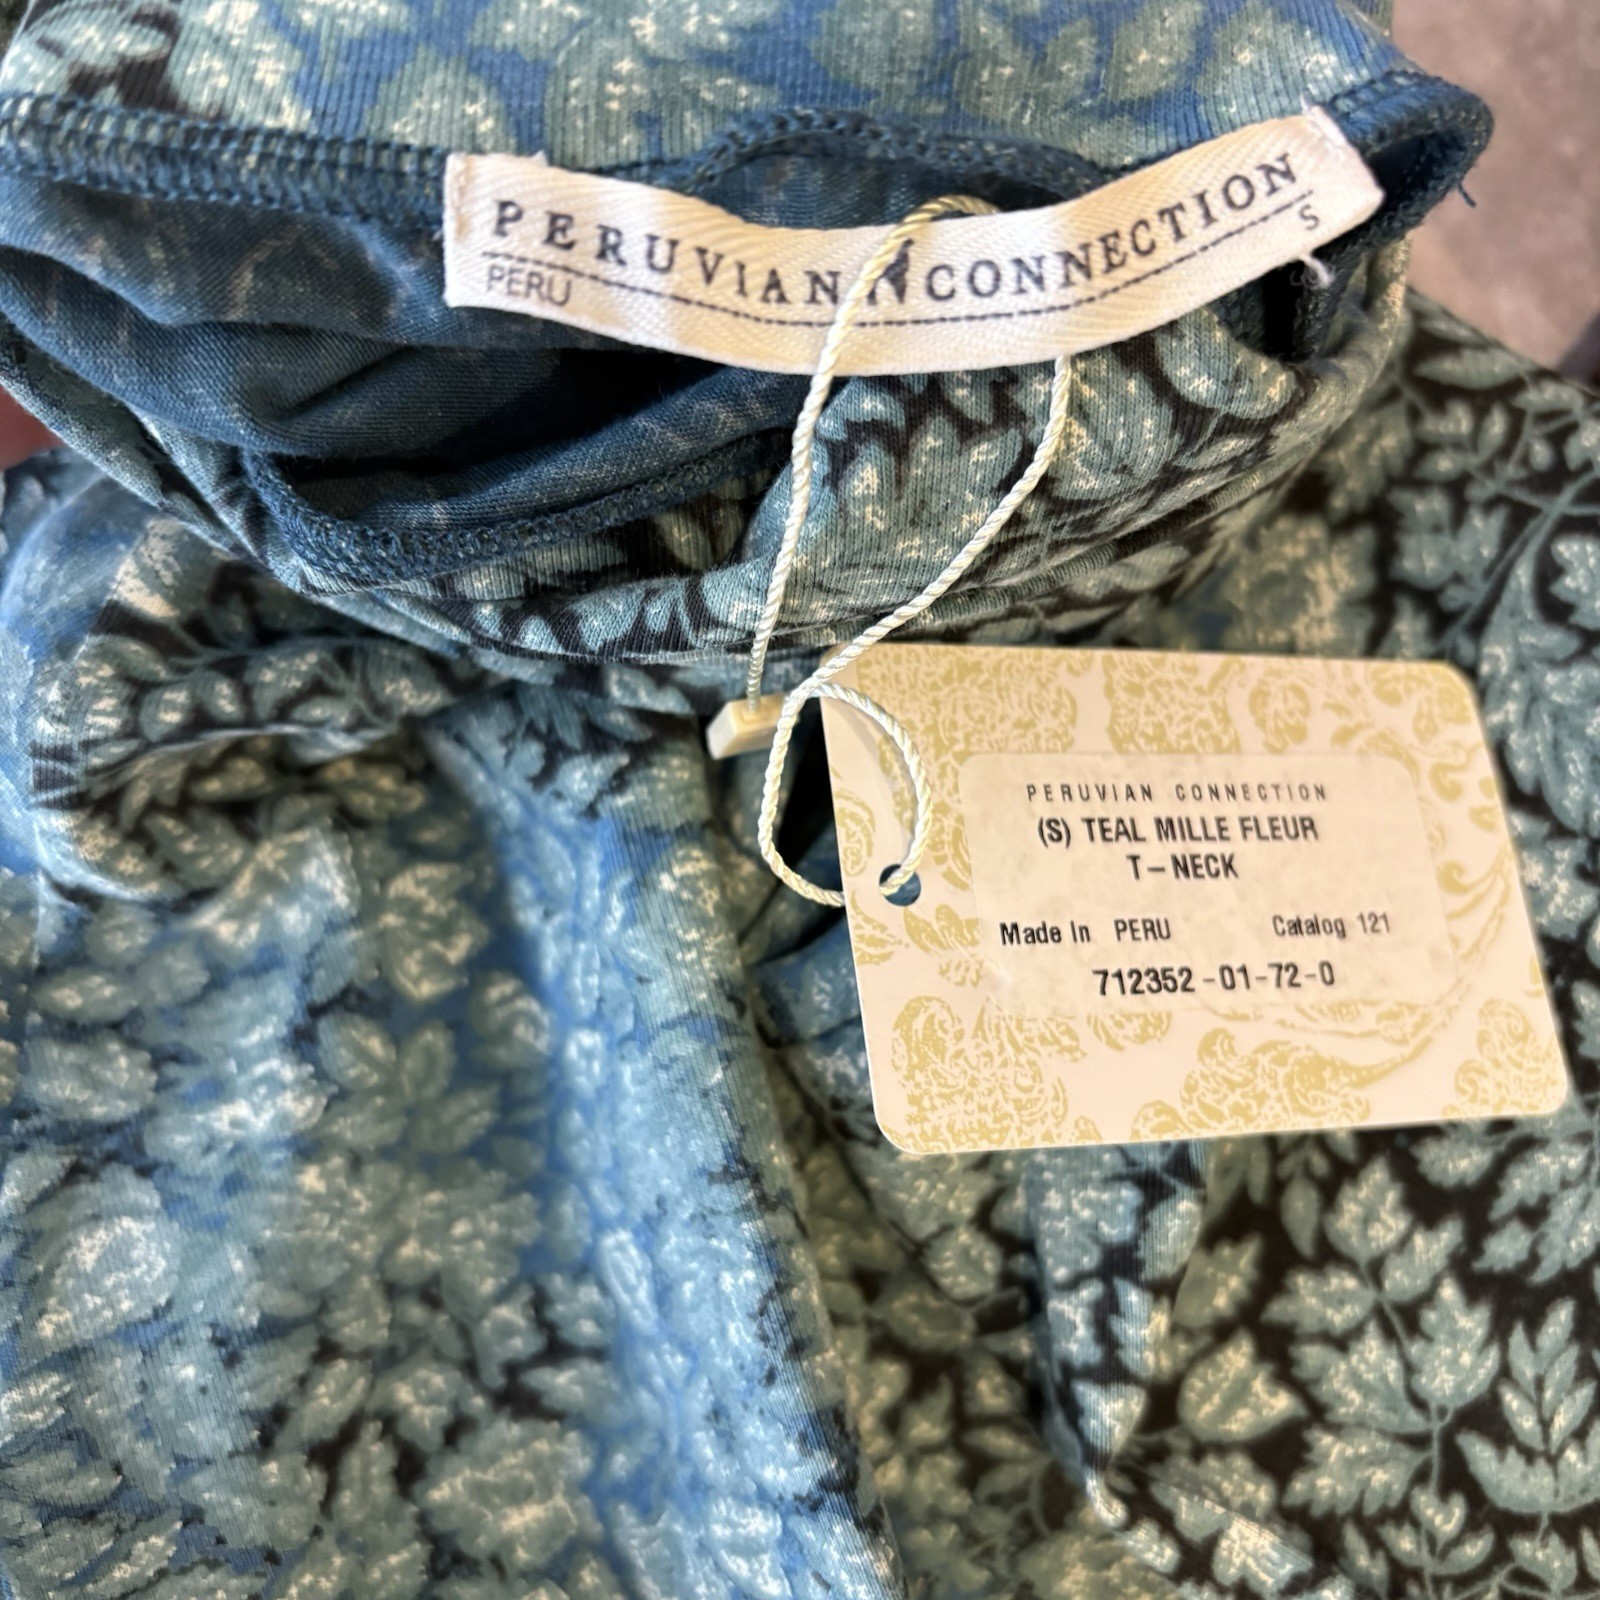 PERUVIAN CONNECTION
PERU S
PERUVIAN CONNECTION
(S) TEAL MILLE FLEUR
T-NECK
Made in PERU Catalog 121
712352-01-72-0